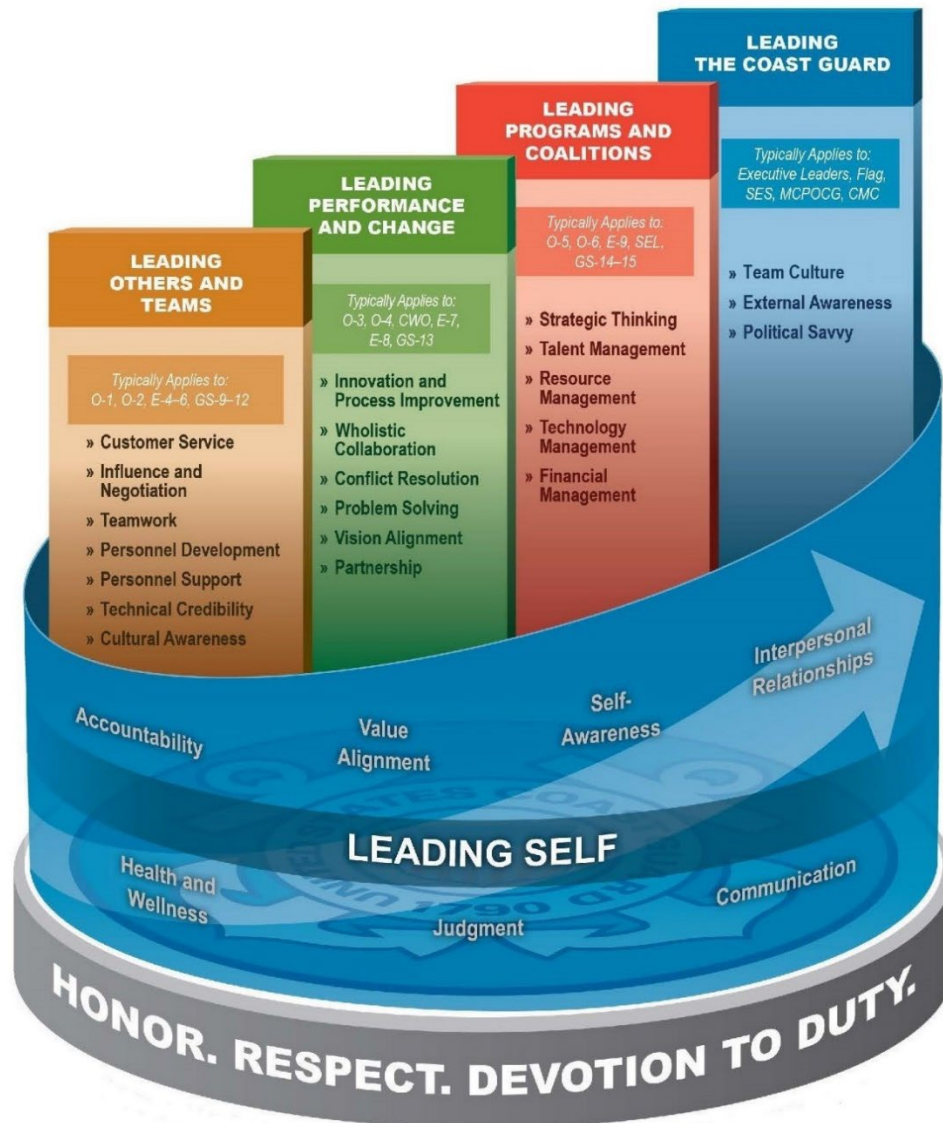 LEADING
THE COAST GUARD
Typically Applies to:
Executive Leaders, Flag,
SES, MCPOCG, CMC
» Team Culture
» External Awareness
» Political Savvy
LEADING
PROGRAMS AND
COALITIONS
Typically Applies to:
O-5, O-6, E-9, SEL,
GS-14–15
» Strategic Thinking
» Talent Management
» Resource
Management
» Technology
Management
» Financial
Management
LEADING
PERFORMANCE
AND CHANGE
Typically Applies to:
O-3, O-4, CWO, E-7,
E-8, GS-13
» Innovation and
Process Improvement
» Wholistic
Collaboration
» Conflict Resolution
» Problem Solving
» Vision Alignment
» Partnership
LEADING
OTHERS AND
TEAMS
Typically Applies to:
O-1, O-2, E-4–6, GS-9–12
» Customer Service
» Influence and
Negotiation
» Teamwork
» Personnel Development
» Personnel Support
» Technical Credibility
» Cultural Awareness
Accountability
Value
Alignment
Self-
Awareness
Interpersonal
Relationships
LEADING SELF
Health and
Wellness
Judgment
Communication
HONOR. RESPECT. DEVOTION TO DUTY.